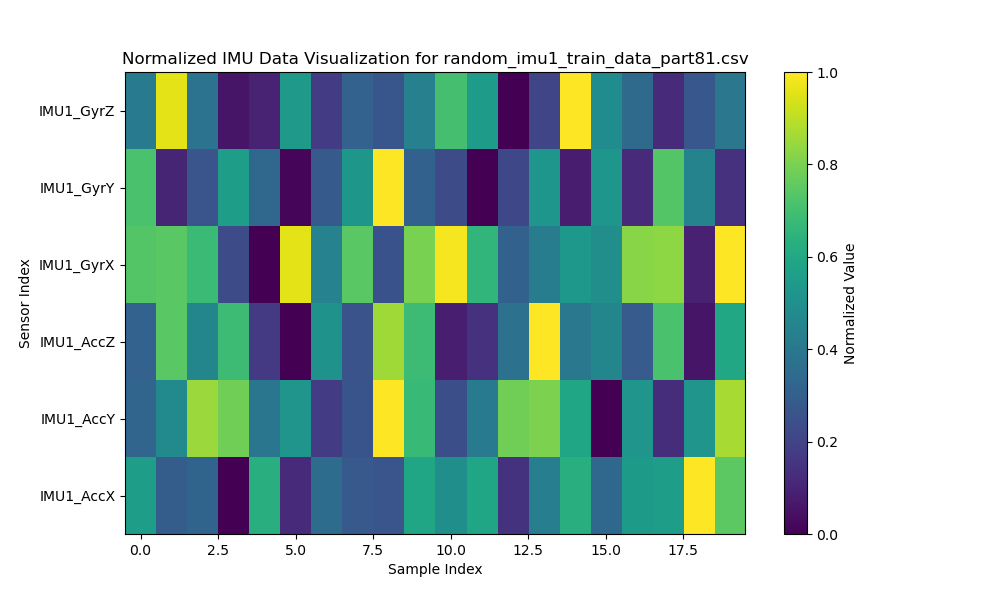 Normalized IMU Data Visualization for random_imu1_train_data_part81.csv
Sensor Index
IMU1_GyrZ
IMU1_GyrY
IMU1_GyrX
IMU1_AccZ
IMU1_AccY
IMU1_AccX
0.0 2.5 5.0 7.5 10.0 12.5 15.0 17.5
Sample Index
1.0
0.8
0.6
0.4
0.2
0.0
Normalized Value